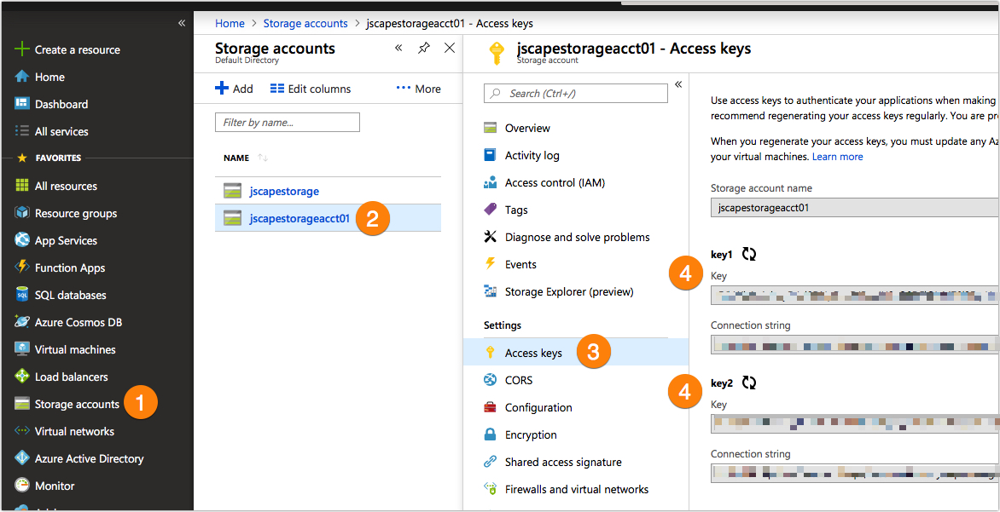 Home > Storage accounts > jscapestorageacct01 - Access keys
Create a resource
Home
Dashboard
All services
FAVORITES
All resources
Resource groups
App Services
Function Apps
SQL databases
Azure Cosmos DB
Virtual machines
Load balancers
Storage accounts
1
Virtual networks
Azure Active Directory
Monitor
Storage accounts
Default Directory
Add
Edit columns
More
Filter by name...
NAME
jscapestorage
jscapestorageacct01
2
jscapestorageacct01 - Access keys
Storage account
Search (Ctrl+/)
Overview
Activity log
Access control (IAM)
Tags
Diagnose and solve problems
Events
Storage Explorer (preview)
Settings
Access keys
3
CORS
Configuration
Encryption
Shared access signature
Firewalls and virtual networks
Use access keys to authenticate your applications when making
recommend regenerating your access keys regularly. You are pr
When you regenerate your access keys, you must update any Az
your virtual machines. Learn more
Storage account name
jscapestorageacct01
key1
4
Key
Connection string
key2
4
Key
Connection string